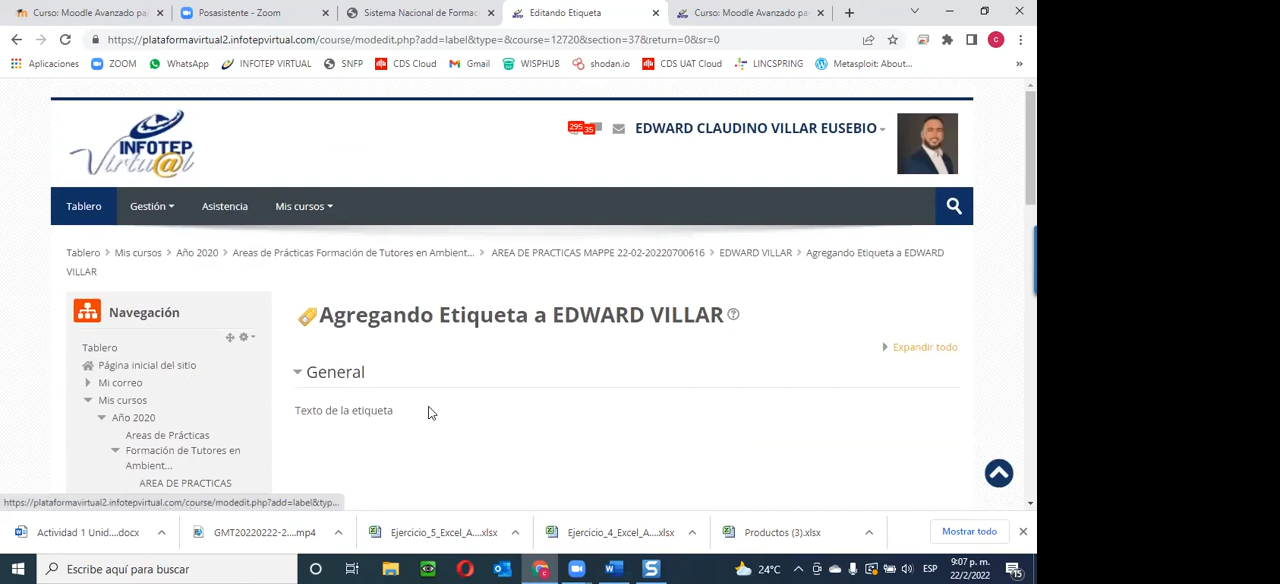 Curso: Moodle Avanzado pa
Posasistente - Zoom
Sistema Nacional de Formac
Editando Etiqueta
Curso: Moodle Avanzado pa
https://plataformavirtual2.infotepvirtual.com/course/modedit.php?add=label&type=&course=12720&section=37&return=0&sr=0
C
Aplicaciones
ZOOM
WhatsApp
INFOTEP VIRTUAL
SNFP
CDS Cloud
Gmail
WISPHUB
shodan.io
CDS UAT Cloud
LINCSPRING
Metasploit: About...
»
INFOTEP
Virtu@l
295
35
EDWARD CLAUDINO VILLAR EUSEBIO
Tablero
Gestión
Asistencia
Mis cursos
Tablero > Mis cursos > Año 2020 > Areas de Prácticas Formación de Tutores en Ambient... > AREA DE PRACTICAS MAPPE 22-02-20220700616 > EDWARD VILLAR > Agregando Etiqueta a EDWARD
VILLAR
Navegación
Tablero
Página inicial del sitio
Mi correo
Mis cursos
Año 2020
Areas de Prácticas
Formación de Tutores en
Ambient...
AREA DE PRACTICAS
Agregando Etiqueta a EDWARD VILLAR
Expandir todo
General
Texto de la etiqueta
https://plataformavirtual2.infotepvirtual.com/course/modedit.php?add=label&typ...
Actividad 1 Unid....docx
GMT20220222-2....mp4
Ejercicio_5_Excel_A....xlsx
Ejercicio_4_Excel_A....xlsx
Productos (3).xlsx
Mostrar todo
Escribe aquí para buscar
24°C
ESP
9:07 p. m.
22/2/2022
15